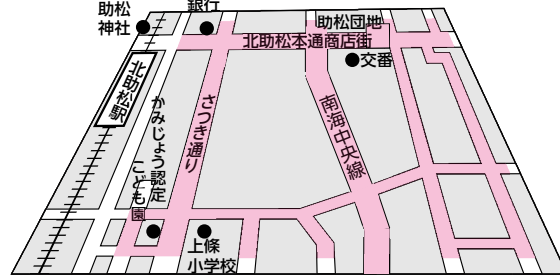 銀行
助松
神社
助松団地
北助松本通商店街
交番
北助松駅
さつき通り
南海中央線
かみじょう認定
こども園
上條
小学校